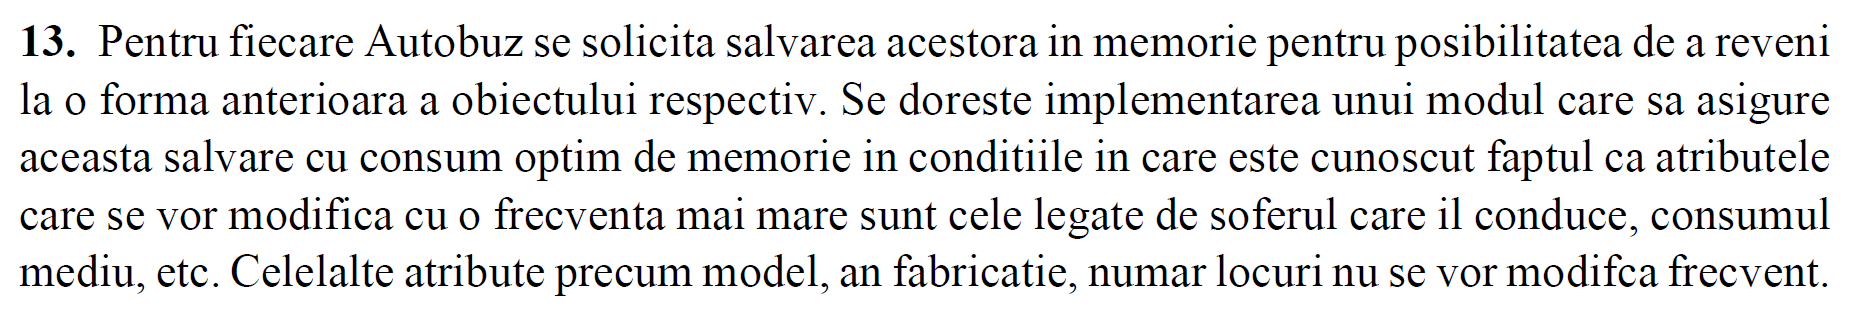 13. Pentru fiecare Autobuz se solicita salvarea acestora in memorie pentru posibilitatea de a reveni
la o forma anterioara a obiectului respectiv. Se doreste implementarea unui modul care sa asigure
aceasta salvare cu consum optim de memorie in conditiile in care este cunoscut faptul ca atributele
care se vor modifica cu o frecventa mai mare sunt cele legate de soferul care il conduce, consumul
mediu, etc. Celelalte atribute precum model, an fabricatie, numar locuri nu se vor modifca frecvent.